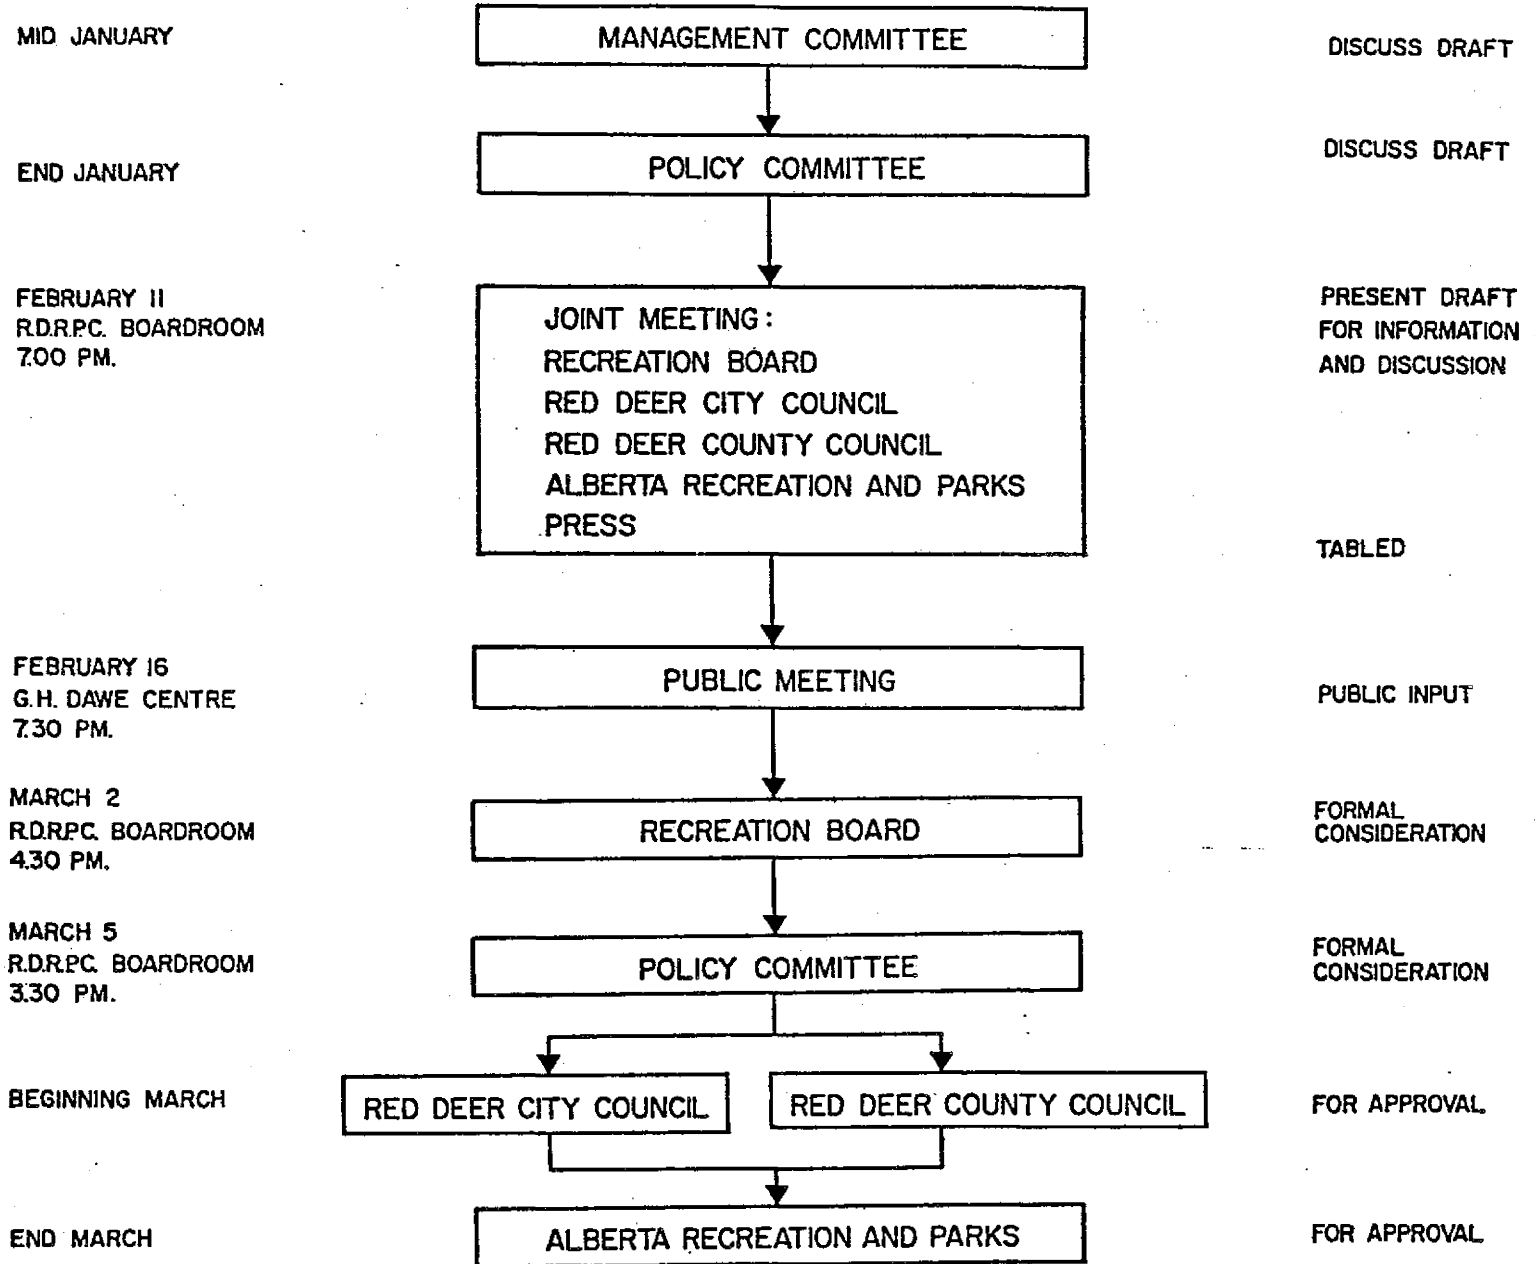 MID JANUARY
MANAGEMENT COMMITTEE
DISCUSS DRAFT
END JANUARY
POLICY COMMITTEE
DISCUSS DRAFT
FEBRUARY 11
R.D.R.P.C. BOARDROOM
7.00 PM.
JOINT MEETING:
RECREATION BOARD
RED DEER CITY COUNCIL
RED DEER COUNTY COUNCIL
ALBERTA RECREATION AND PARKS
PRESS
PRESENT DRAFT
FOR INFORMATION
AND DISCUSSION
TABLED
FEBRUARY 16
G.H. DAWE CENTRE
7.30 PM.
PUBLIC MEETING
PUBLIC INPUT
MARCH 2
R.D.R.P.C. BOARDROOM
4.30 PM.
RECREATION BOARD
FORMAL
CONSIDERATION
MARCH 5
R.D.R.P.C. BOARDROOM
3.30 PM.
POLICY COMMITTEE
FORMAL
CONSIDERATION
BEGINNING MARCH
RED DEER CITY COUNCIL
RED DEER COUNTY COUNCIL
FOR APPROVAL
END MARCH
ALBERTA RECREATION AND PARKS
FOR APPROVAL